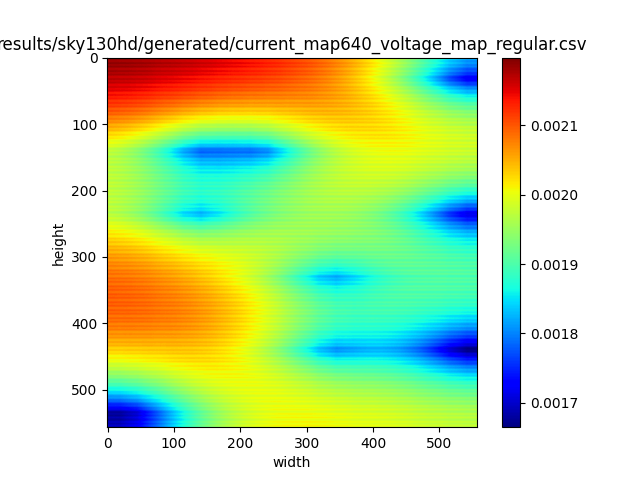 results/sky130hd/generated/current_map640_voltage_map_regular.csv
0
100
200
300
400
500
height
0 100 200 300 400 500
width
0.0021
0.0020
0.0019
0.0018
0.0017